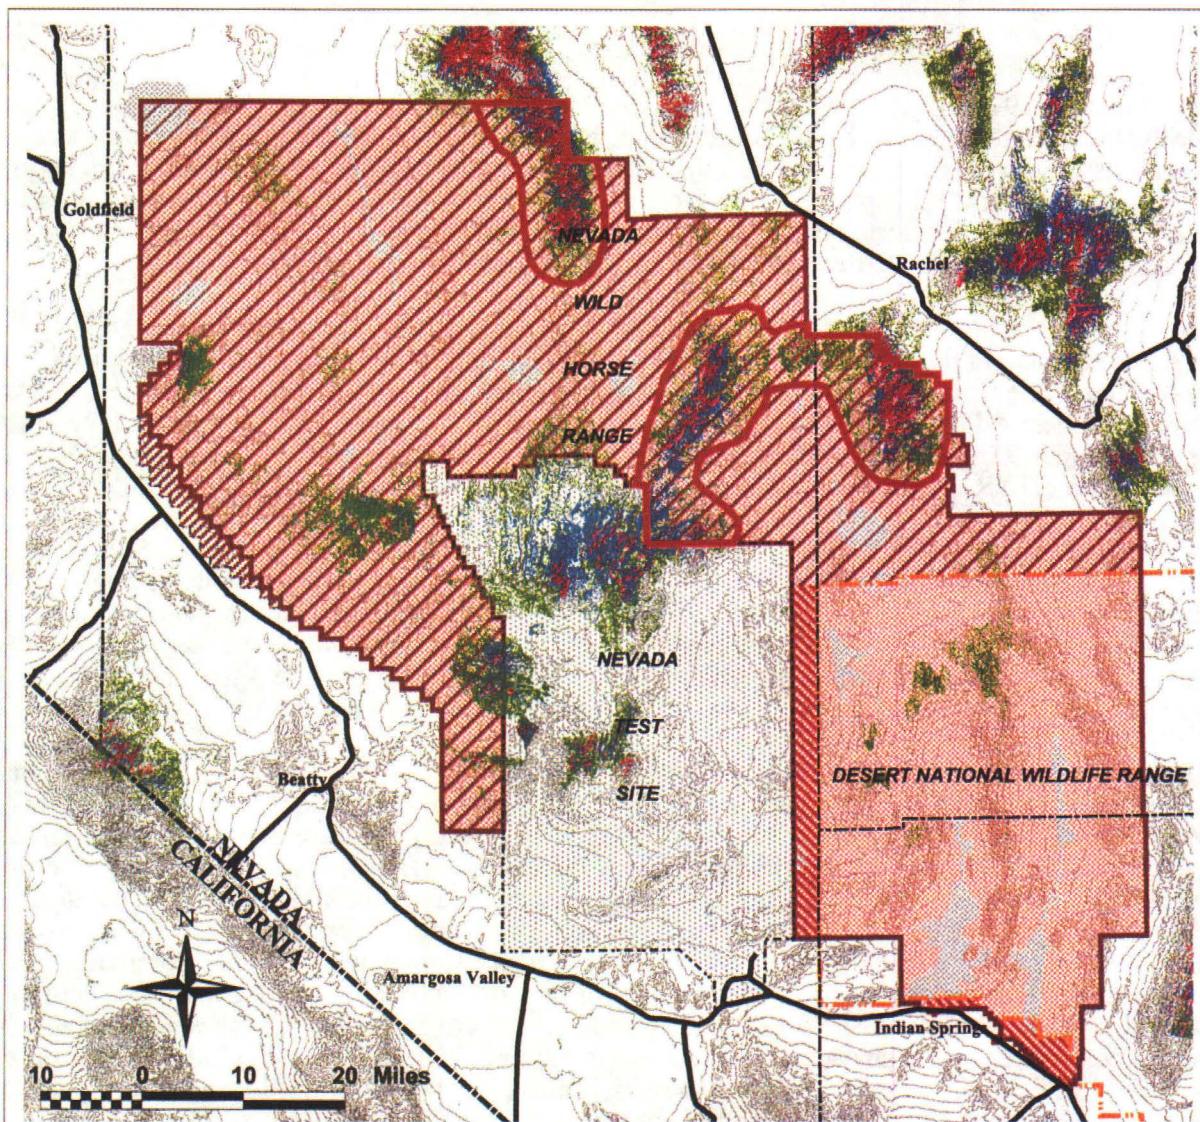 Goldfield
NEVADA
Rachel
WILD
HORSE
RANGE
NEVADA
TEST
DESERT NATIONAL WILDLIFE RANGE
Beatty
SITE
NEVADA
CALIFORNIA
N
Amargosa Valley
Indian Springs
10 0 10 20 Miles